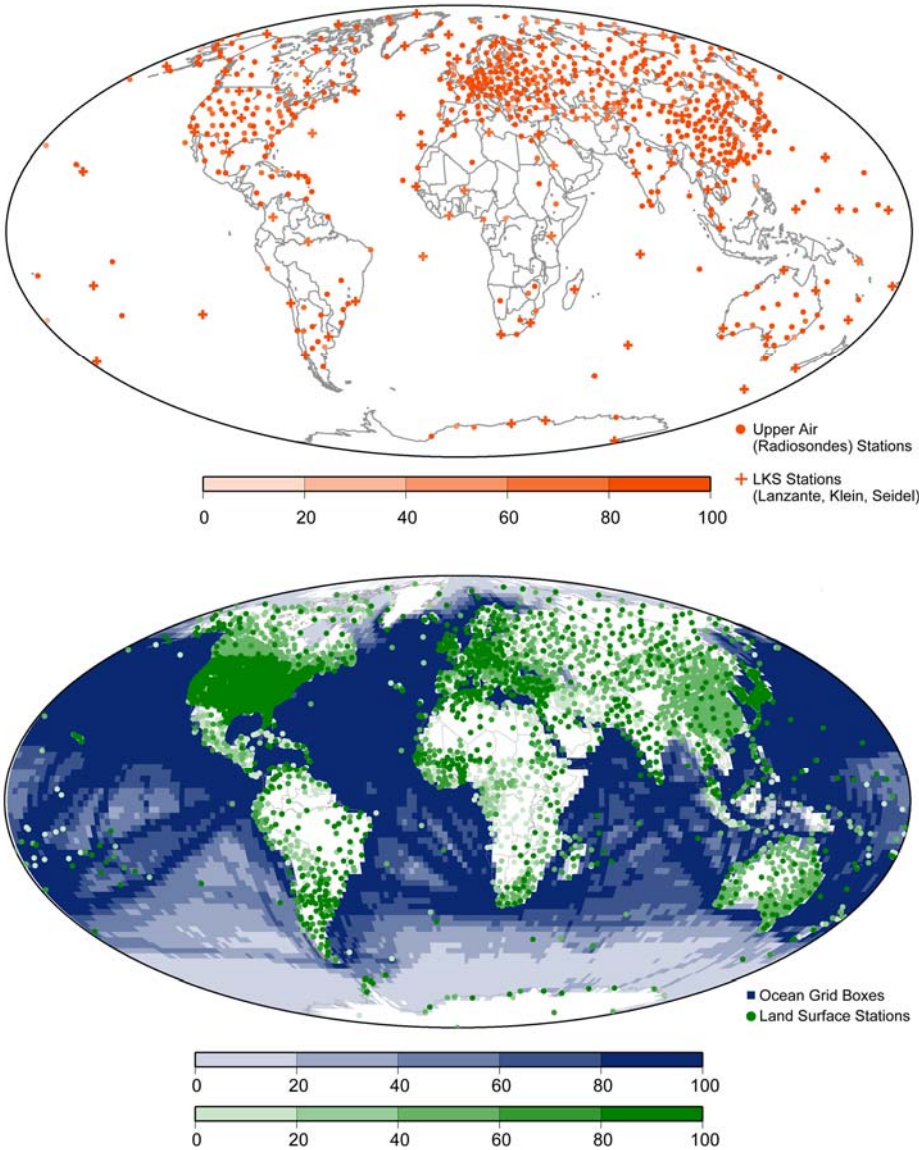 Upper Air
(Radiosondes) Stations
LKS Stations
(Lanzante, Klein, Seidel)
0 20 40 60 80 100
Ocean Grid Boxes
Land Surface Stations
0 20 40 60 80 100
0 20 40 60 80 100